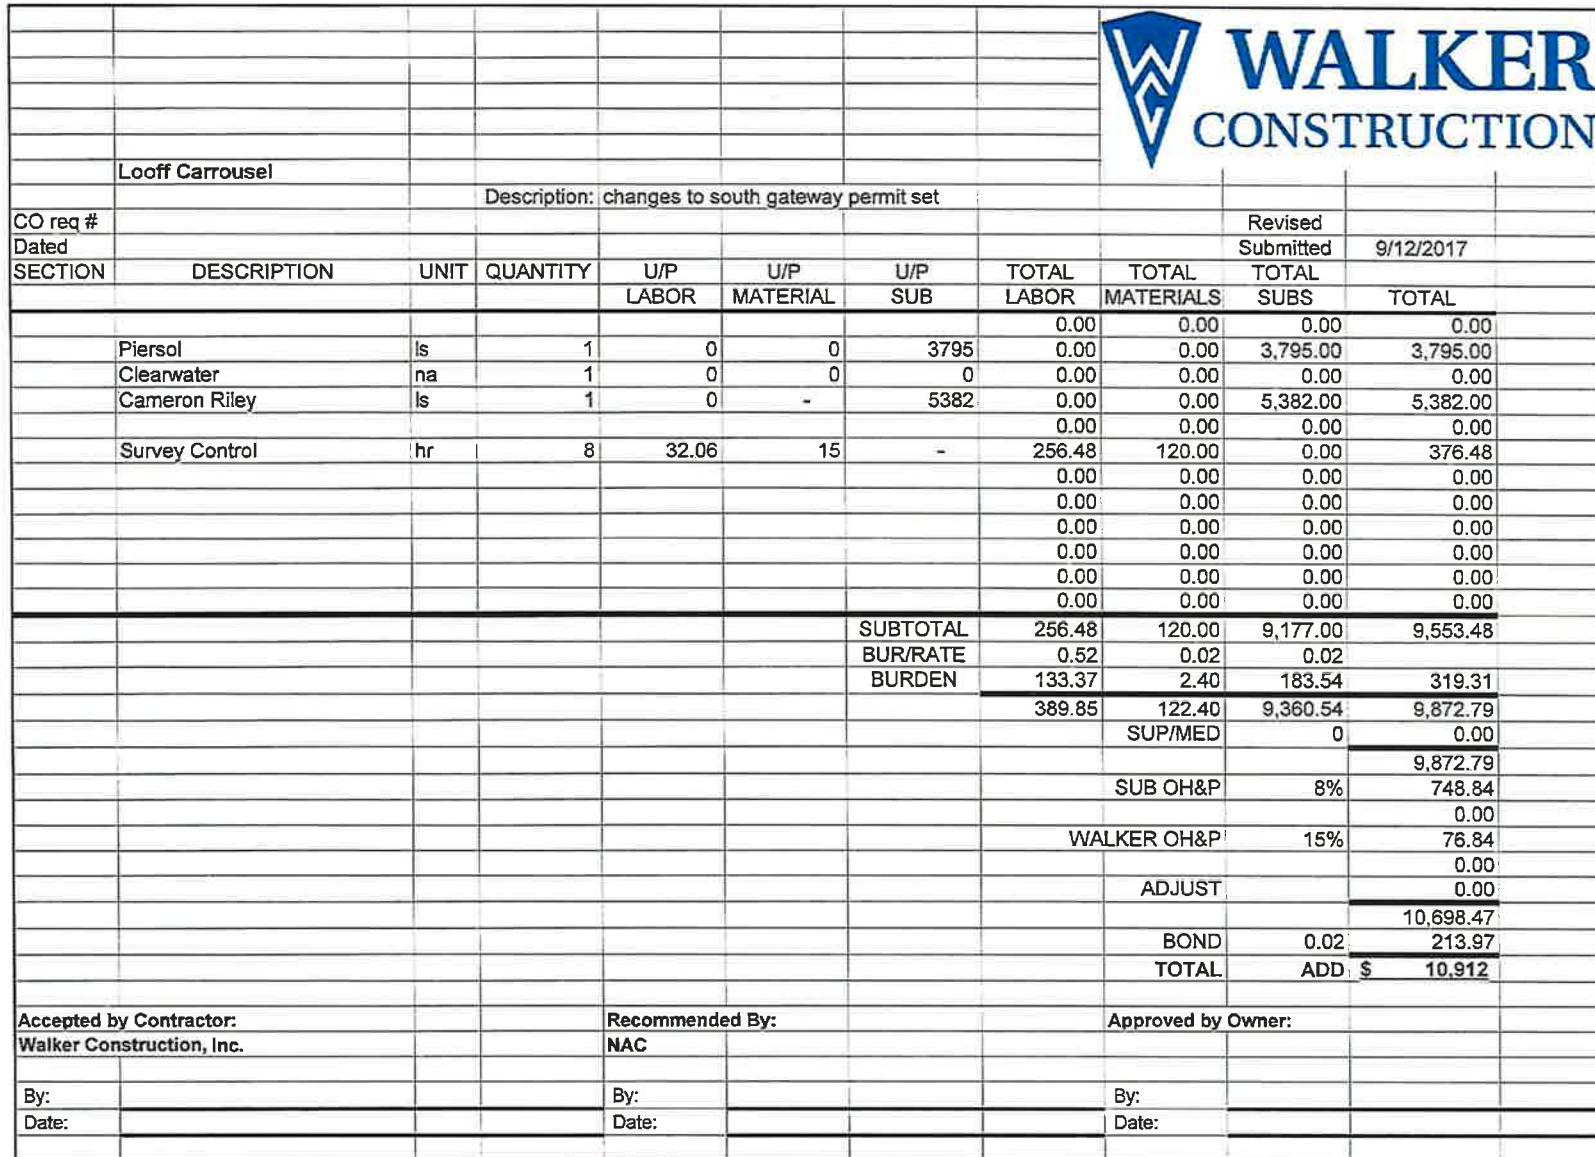 WALKER
CONSTRUCTION
Looff Carrousel
Description: changes to south gateway permit set
CO req # Revised
Dated Submitted 9/12/2017
SECTION DESCRIPTION UNIT QUANTITY U/P U/P U/P TOTAL TOTAL TOTAL
LABOR MATERIAL SUB LABOR MATERIALS SUBS TOTAL
0.00 0.00 0.00 0.00
Piersol ls 1 0 0 3795 0.00 0.00 3,795.00 3,795.00
Clearwater na 1 0 0 0 0.00 0.00 0.00 0.00
Cameron Riley ls 1 0 - 5382 0.00 0.00 5,382.00 5,382.00
0.00 0.00 0.00 0.00
Survey Control hr 8 32.06 15 - 256.48 120.00 0.00 376.48
0.00 0.00 0.00 0.00
0.00 0.00 0.00 0.00
0.00 0.00 0.00 0.00
0.00 0.00 0.00 0.00
0.00 0.00 0.00 0.00
0.00 0.00 0.00 0.00
SUBTOTAL 256.48 120.00 9,177.00 9,553.48
BUR/RATE 0.52 0.02 0.02
BURDEN 133.37 2.40 183.54 319.31
389.85 122.40 9,360.54 9,872.79
SUP/MED 0 0.00
9,872.79
SUB OH&P 8% 748.84
0.00
WALKER OH&P 15% 76.84
0.00
ADJUST 0.00
10,698.47
BOND 0.02 213.97
TOTAL ADD $ 10,912
Accepted by Contractor: Recommended By: Approved by Owner:
Walker Construction, Inc. NAC
By: By: By:
Date: Date: Date: